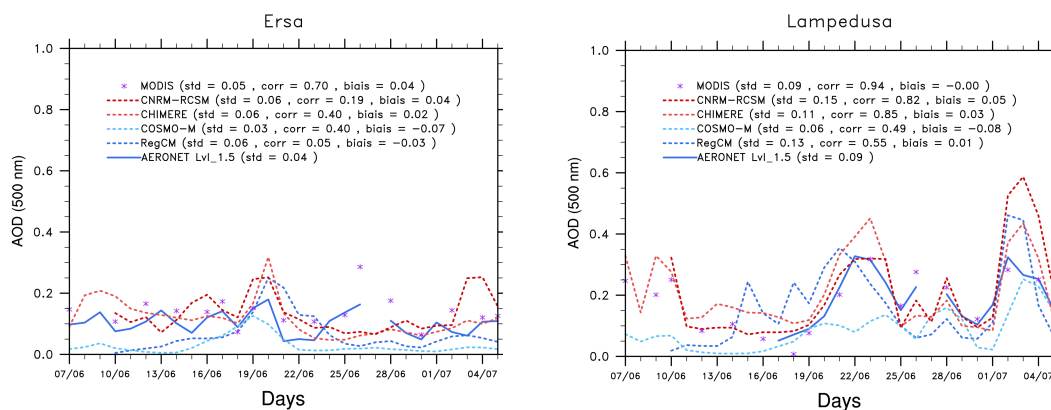 Ersa
1.0
0.8
0.6
0.4
0.2
0.0
AOD (500 nm)
MODIS (std = 0.05 , corr = 0.70 , biais = 0.04 )
CNRM-RCSM (std = 0.06 , corr = 0.19 , biais = 0.04 )
CHIMERE (std = 0.06 , corr = 0.40 , biais = 0.02 )
COSMO-M (std = 0.03 , corr = 0.40 , biais = -0.07 )
RegCM (std = 0.06 , corr = 0.05 , biais = -0.03 )
AERONET Lvl_1.5 (std = 0.04 )
07/06 10/06 13/06 16/06 19/06 22/06 25/06 28/06 01/07 04/07
Days
Lampedusa
1.0
0.8
0.6
0.4
0.2
0.0
AOD (500 nm)
MODIS (std = 0.09 , corr = 0.94 , biais = -0.00 )
CNRM-RCSM (std = 0.15 , corr = 0.82 , biais = 0.05 )
CHIMERE (std = 0.11 , corr = 0.85 , biais = 0.03 )
COSMO-M (std = 0.06 , corr = 0.49 , biais = -0.08 )
RegCM (std = 0.13 , corr = 0.55 , biais = 0.01 )
AERONET Lvl_1.5 (std = 0.09 )
07/06 10/06 13/06 16/06 19/06 22/06 25/06 28/06 01/07 04/07
Days